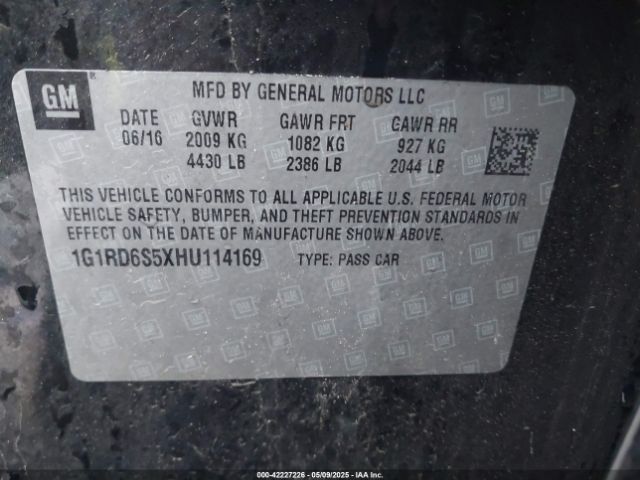 GM ®
MFD BY GENERAL MOTORS LLC
DATE GVWR GAWR FRT GAWR RR
06/16 2009 KG 1082 KG 927 KG
4430 LB 2386 LB 2044 LB
THIS VEHICLE CONFORMS TO ALL APPLICABLE U.S. FEDERAL MOTOR
VEHICLE SAFETY, BUMPER, AND THEFT PREVENTION STANDARDS IN
EFFECT ON THE DATE OF MANUFACTURE SHOWN ABOVE.
1G1RD6S5XHU114169 TYPE: PASS CAR
000-42227226 - 05/09/2025 - IAA, Inc.